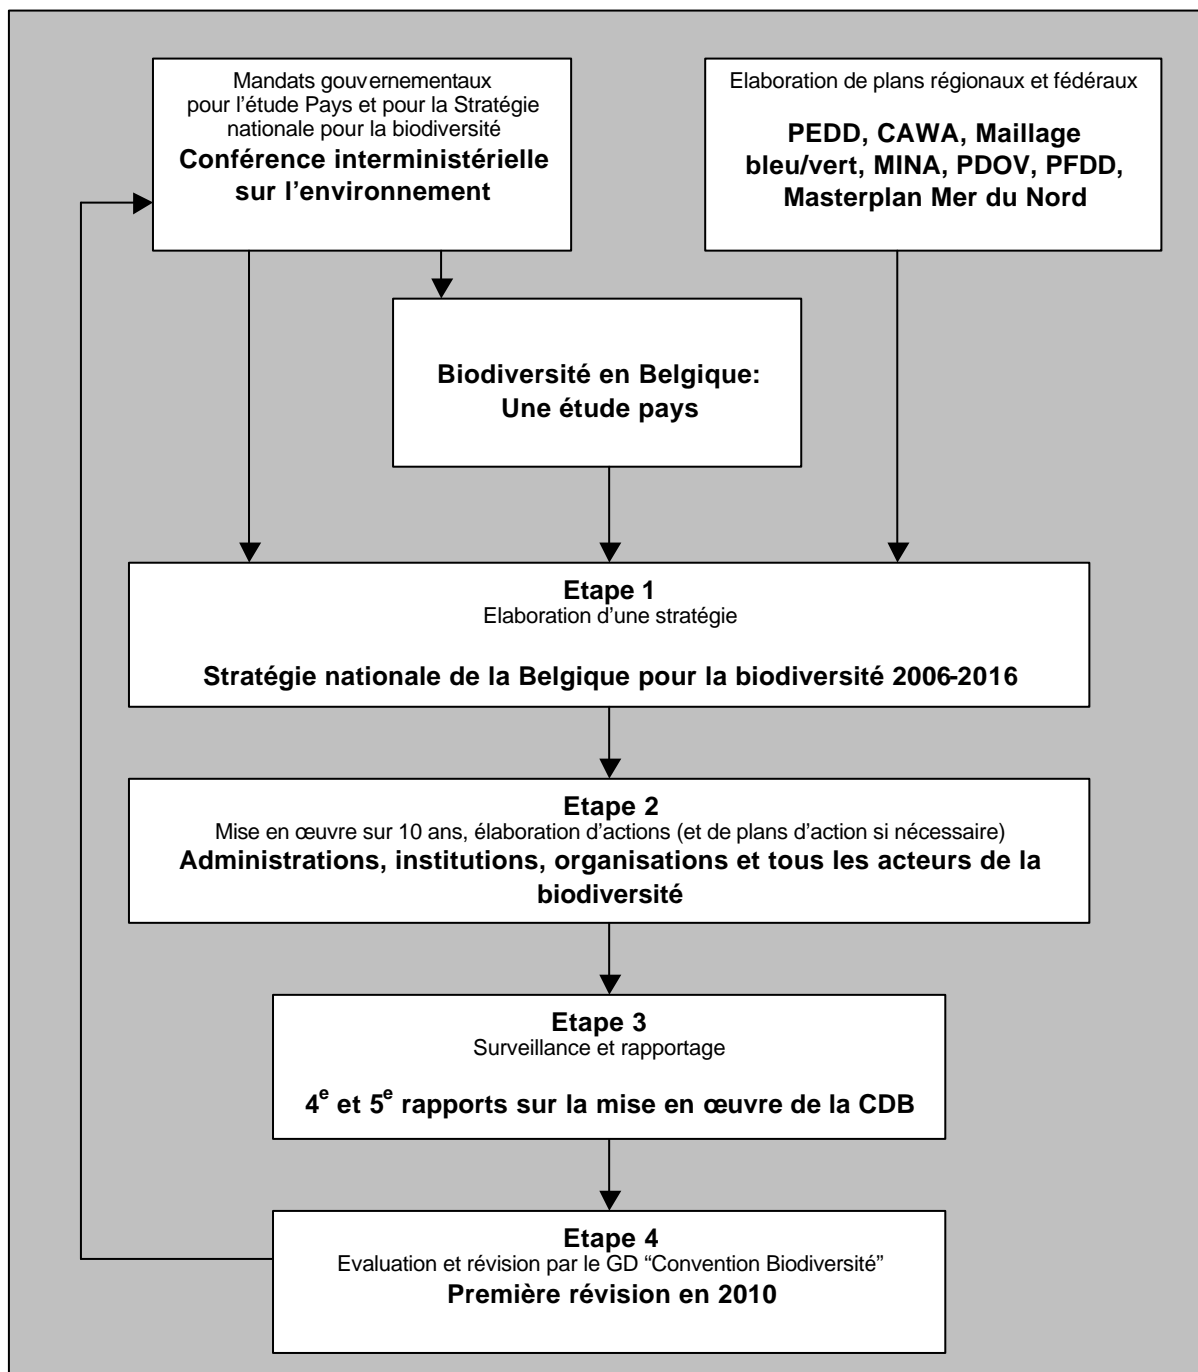 Mandats gouvernementaux
pour l'étude Pays et pour la Stratégie
nationale pour la biodiversité
Conférence interministérielle
sur l'environnement
Elaboration de plans régionaux et fédéraux
PEDD, CAWA, Maillage
bleu/vert, MINA, PDOV, PFDD,
Masterplan Mer du Nord
Biodiversité en Belgique:
Une étude pays
Etape 1
Elaboration d'une stratégie
Stratégie nationale de la Belgique pour la biodiversité 2006-2016
Etape 2
Mise en œuvre sur 10 ans, élaboration d'actions (et de plans d'action si nécessaire)
Administrations, institutions, organisations et tous les acteurs de la
biodiversité
Etape 3
Surveillance et rapportage
4e et 5e rapports sur la mise en œuvre de la CDB
Etape 4
Evaluation et révision par le GD “Convention Biodiversité”
Première révision en 2010